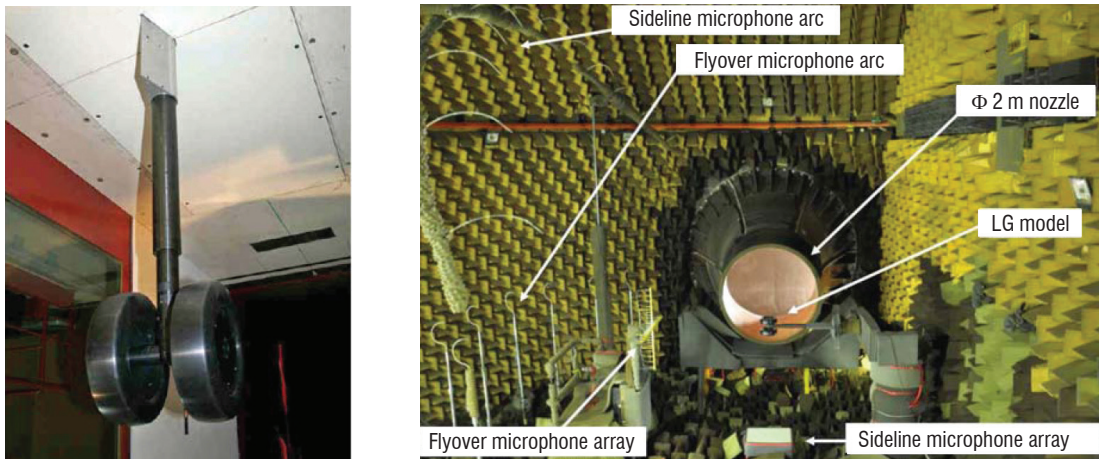 Sideline microphone arc
Flyover microphone arc
Φ 2 m nozzle
LG model
Flyover microphone array
Sideline microphone array